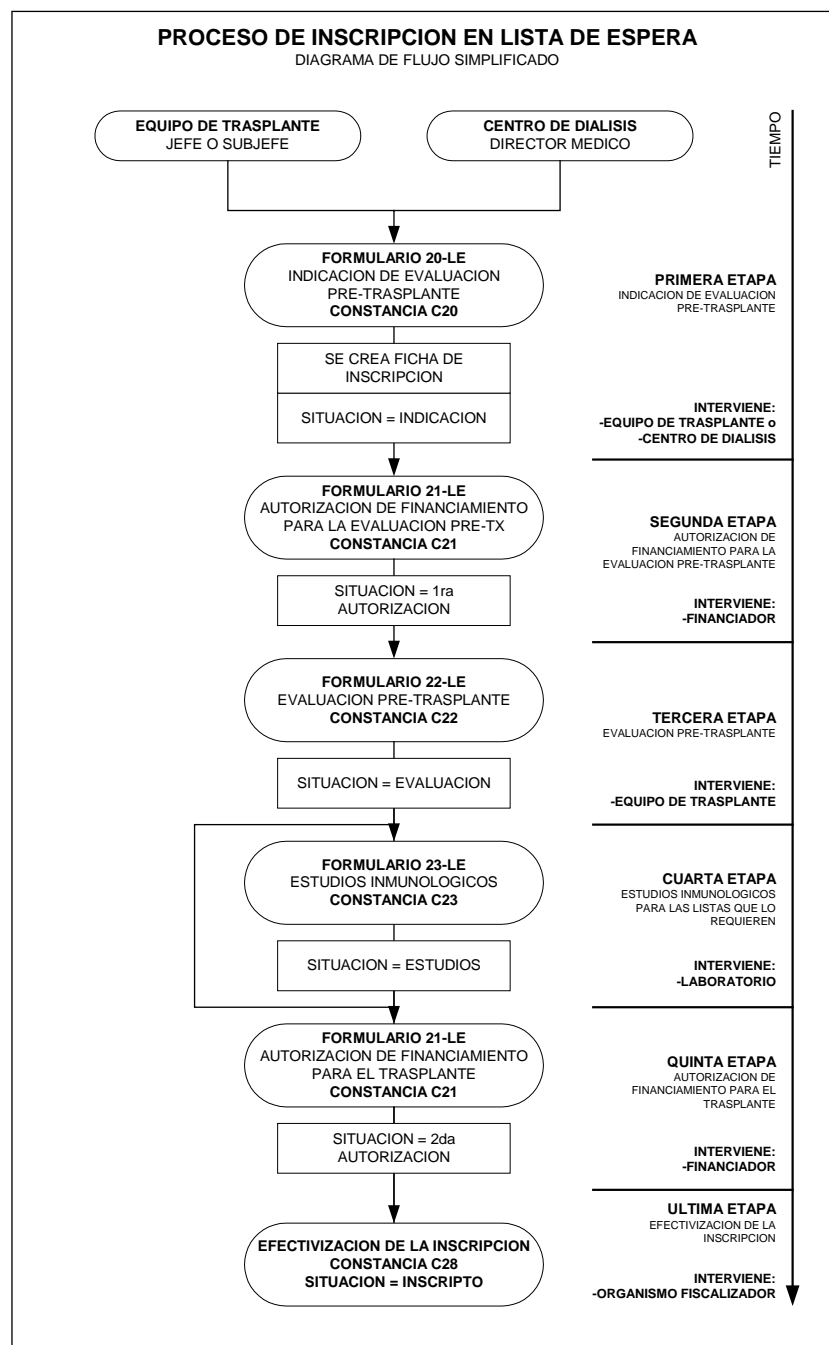 PROCESO DE INSCRIPCION EN LISTA DE ESPERA
DIAGRAMA DE FLUJO SIMPLIFICADO
EQUIPO DE TRASPLANTE
JEFE O SUBJEFE
CENTRO DE DIALISIS
DIRECTOR MEDICO
TIEMPO
FORMULARIO 20-LE
INDICACION DE EVALUACION
PRE-TRASPLANTE
CONSTANCIA C20
PRIMERA ETAPA
INDICACION DE EVALUACION
PRE-TRASPLANTE
SE CREA FICHA DE
INSCRIPCION
SITUACION = INDICACION
INTERVIENE:
-EQUIPO DE TRASPLANTE o
-CENTRO DE DIALISIS
FORMULARIO 21-LE
AUTORIZACION DE FINANCIAMIENTO
PARA LA EVALUACION PRE-TX
CONSTANCIA C21
SEGUNDA ETAPA
AUTORIZACION DE
FINANCIAMIENTO PARA LA
EVALUACION PRE-TRASPLANTE
SITUACION = 1ra
AUTORIZACION
INTERVIENE:
-FINANCIADOR
FORMULARIO 22-LE
EVALUACION PRE-TRASPLANTE
CONSTANCIA C22
TERCERA ETAPA
EVALUACION PRE-TRASPLANTE
SITUACION = EVALUACION
INTERVIENE:
-EQUIPO DE TRASPLANTE
FORMULARIO 23-LE
ESTUDIOS INMUNOLOGICOS
CONSTANCIA C23
CUARTA ETAPA
ESTUDIOS INMUNOLOGICOS
PARA LAS LISTAS QUE LO
REQUIEREN
SITUACION = ESTUDIOS
INTERVIENE:
-LABORATORIO
FORMULARIO 21-LE
AUTORIZACION DE FINANCIAMIENTO
PARA EL TRASPLANTE
CONSTANCIA C21
QUINTA ETAPA
AUTORIZACION DE
FINANCIAMIENTO PARA EL
TRASPLANTE
SITUACION = 2da
AUTORIZACION
INTERVIENE:
-FINANCIADOR
ULTIMA ETAPA
EFECTIVIZACION DE LA
INSCRIPCION
EFECTIVIZACION DE LA INSCRIPCION
CONSTANCIA C28
SITUACION = INSCRIPTO
INTERVIENE:
-ORGANISMO FISCALIZADOR